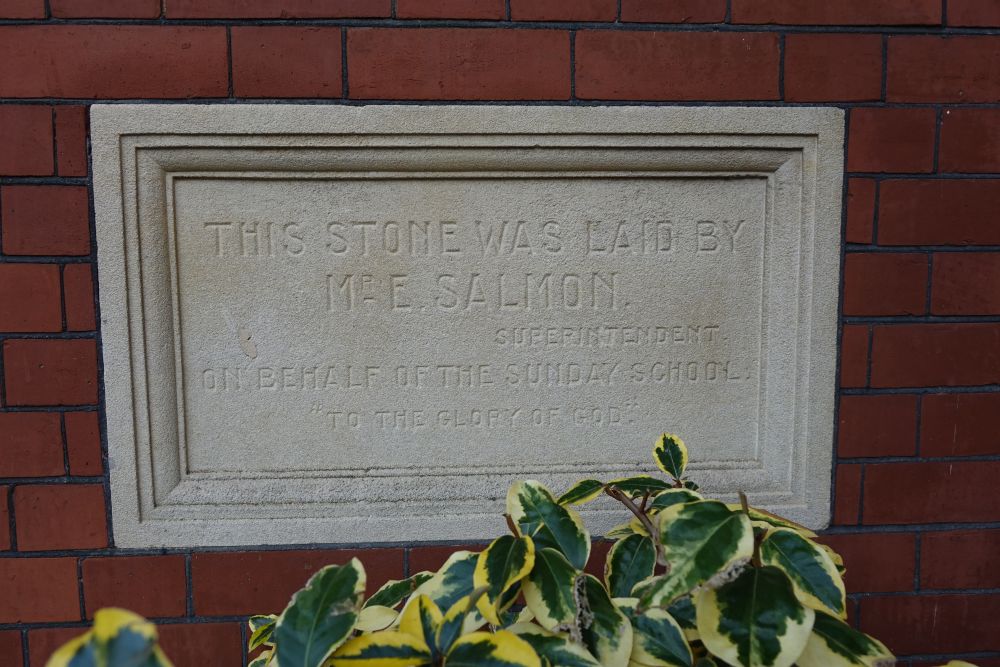 THIS STONE WAS LAID BY
MR E. SALMON.
SUPERINTENDENT.
ON BEHALF OF THE SUNDAY SCHOOL.
"TO THE GLORY OF GOD".